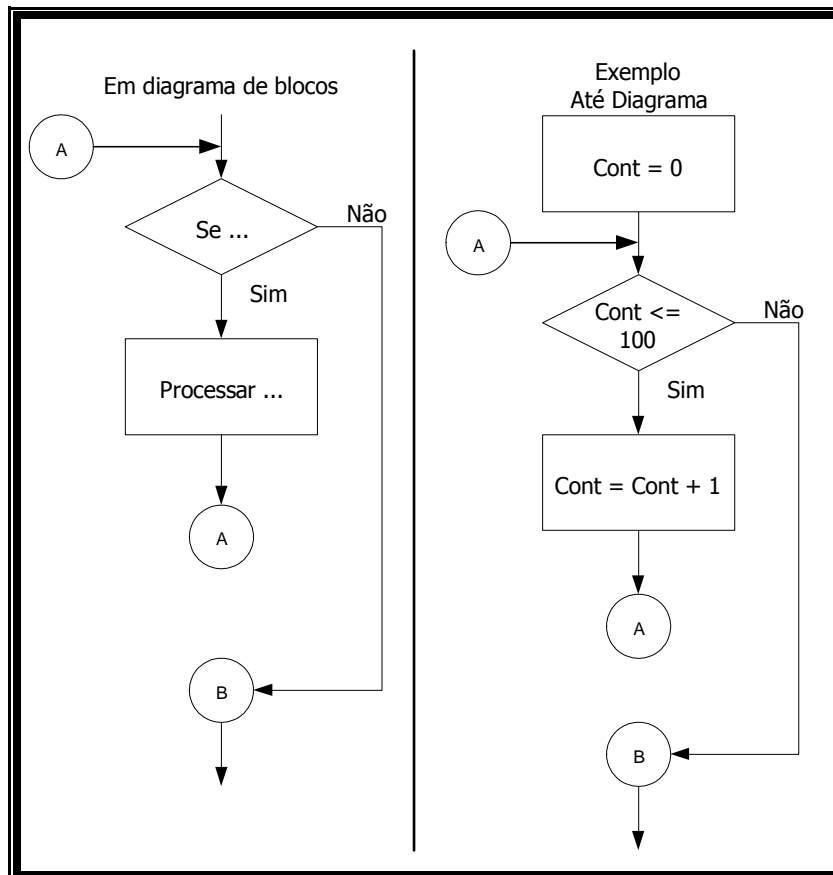 Em diagrama de blocos
A
Se ...
Não
Sim
Processar ...
A
B
Exemplo
Até Diagrama
Cont = 0
A
Cont <=
100
Não
Sim
Cont = Cont + 1
A
B